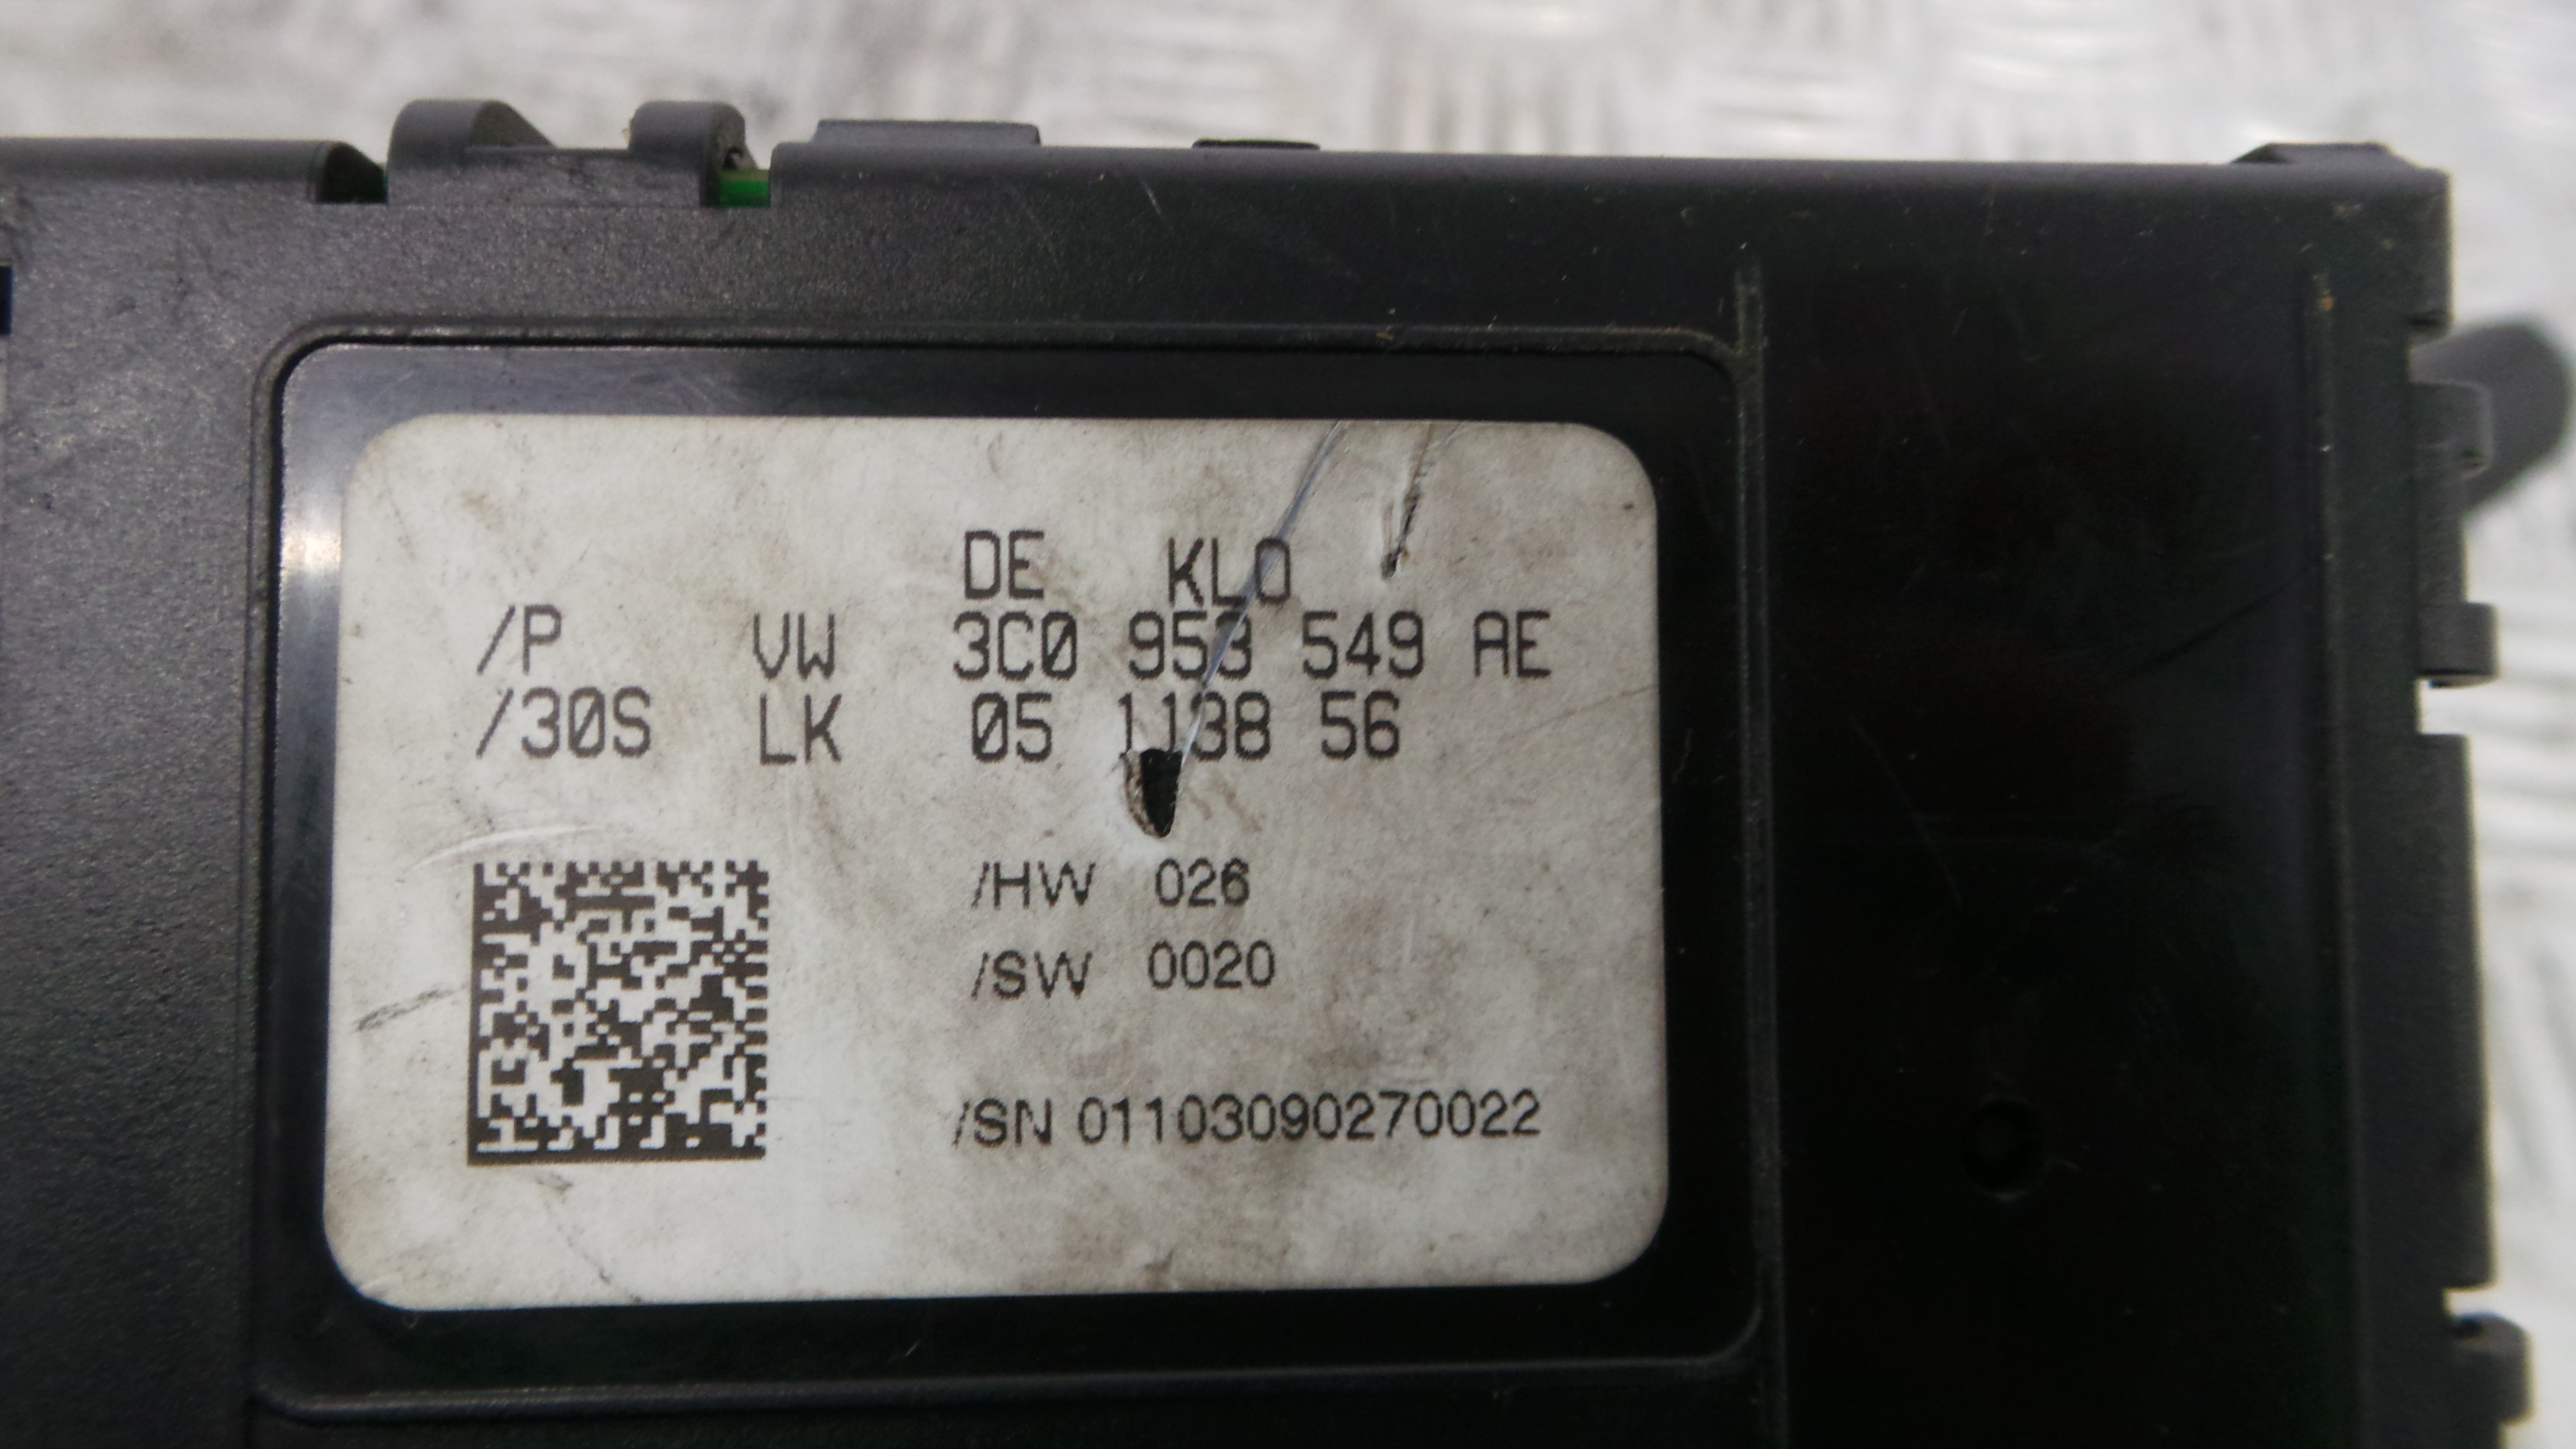 DE KLO
/P VW 3C0 953 549 AE
/30S LK 05 1138 56
/HW 026
/SW 0020
/SN 01103090270022